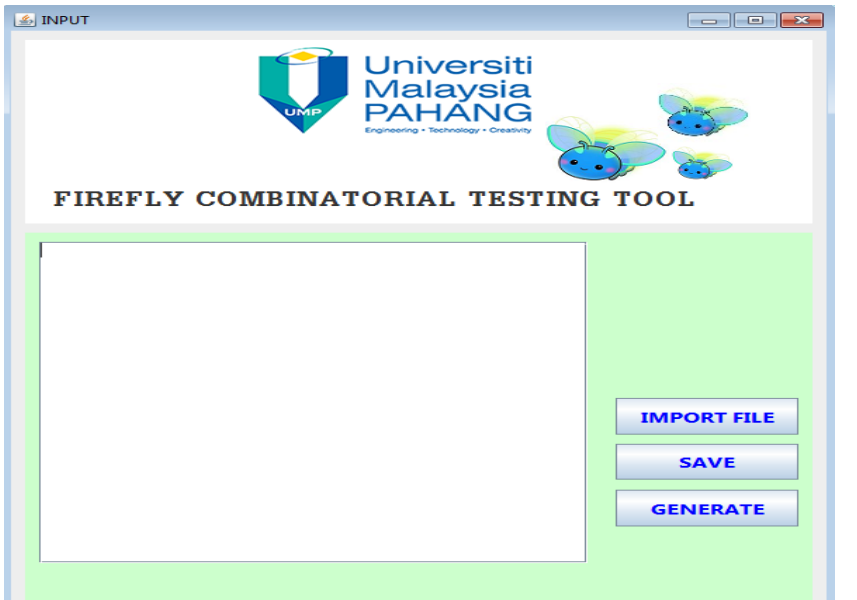 INPUT
Universiti
Malaysia
PAHANG
UMP
Engineering • Technology • Creativity
FIREFLY COMBINATORIAL TESTING TOOL
IMPORT FILE
SAVE
GENERATE